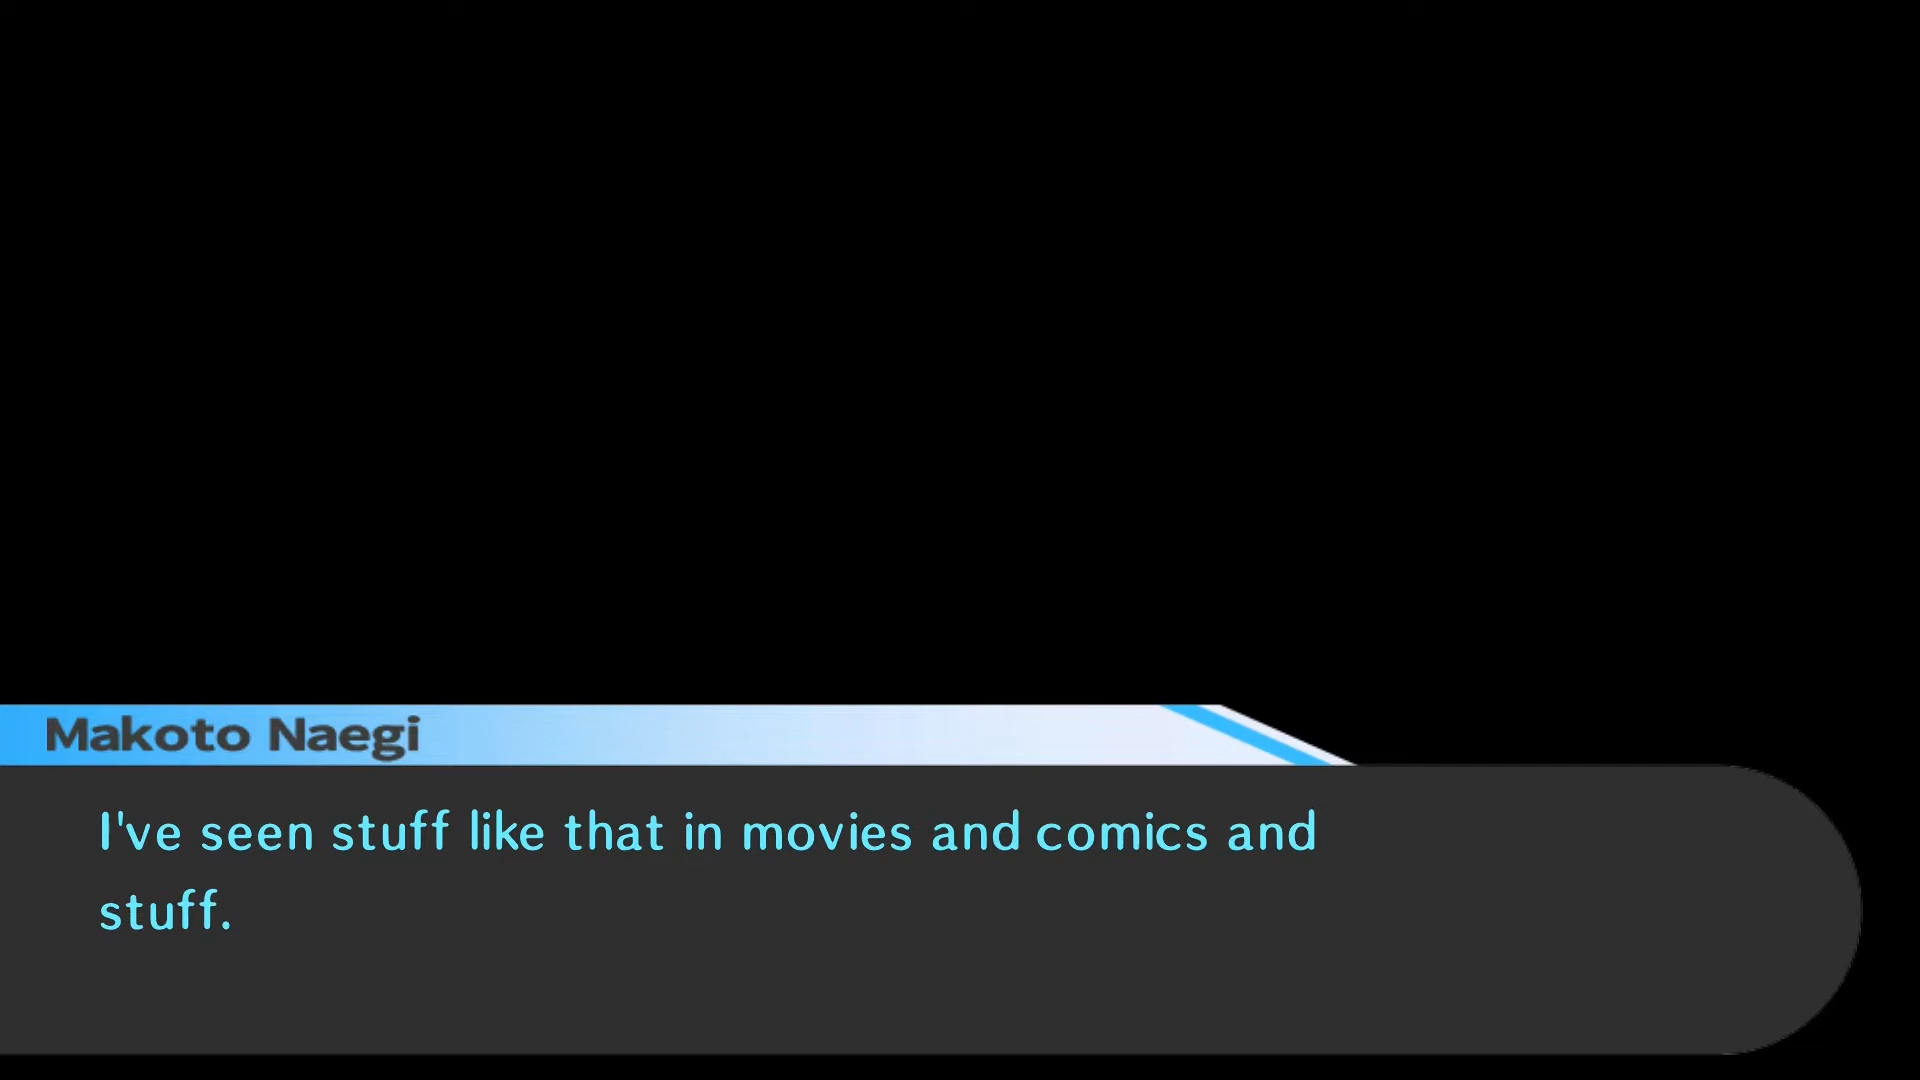 Makoto Naegi
I've seen stuff like that in movies and comics and
stuff.